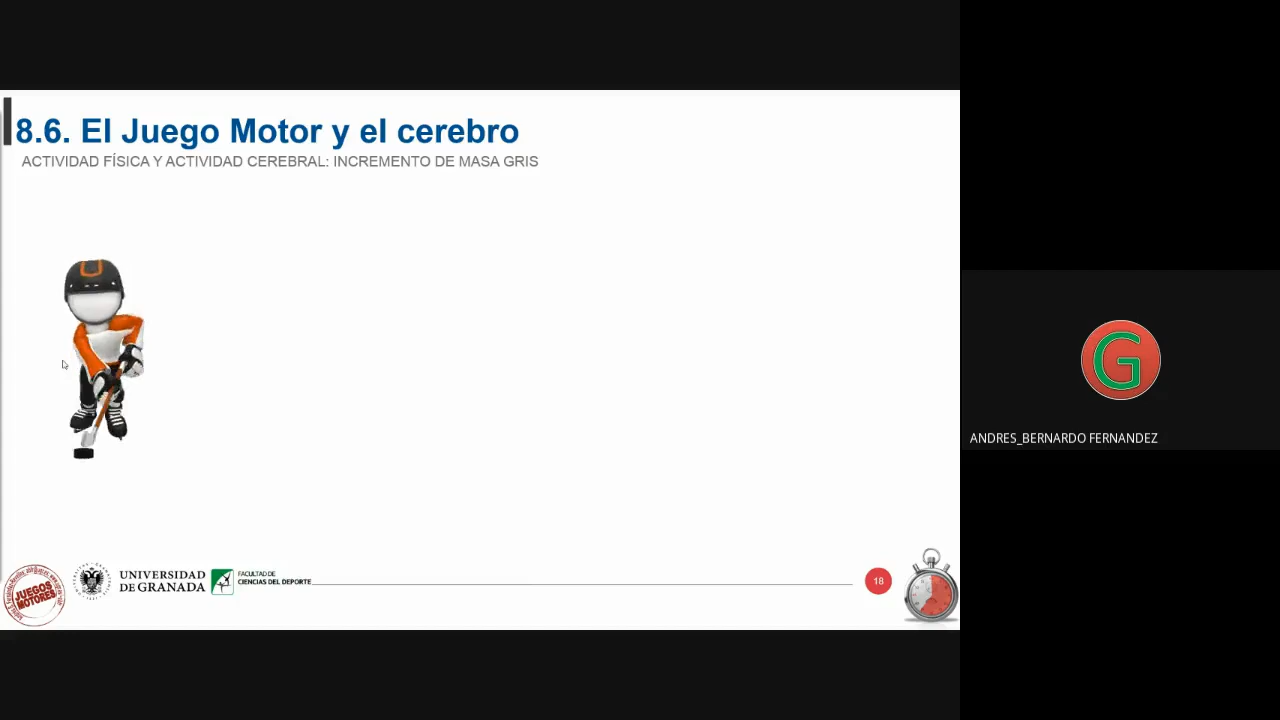 8.6. El Juego Motor y el cerebro
ACTIVIDAD FÍSICA Y ACTIVIDAD CEREBRAL: INCREMENTO DE MASA GRIS
U
G
ANDRES_BERNARDO FERNANDEZ
JUEGOS
MOTORES
UNIVERSIDAD
DE GRANADA
FACULTAD DE
CIENCIAS DEL DEPORTE
18